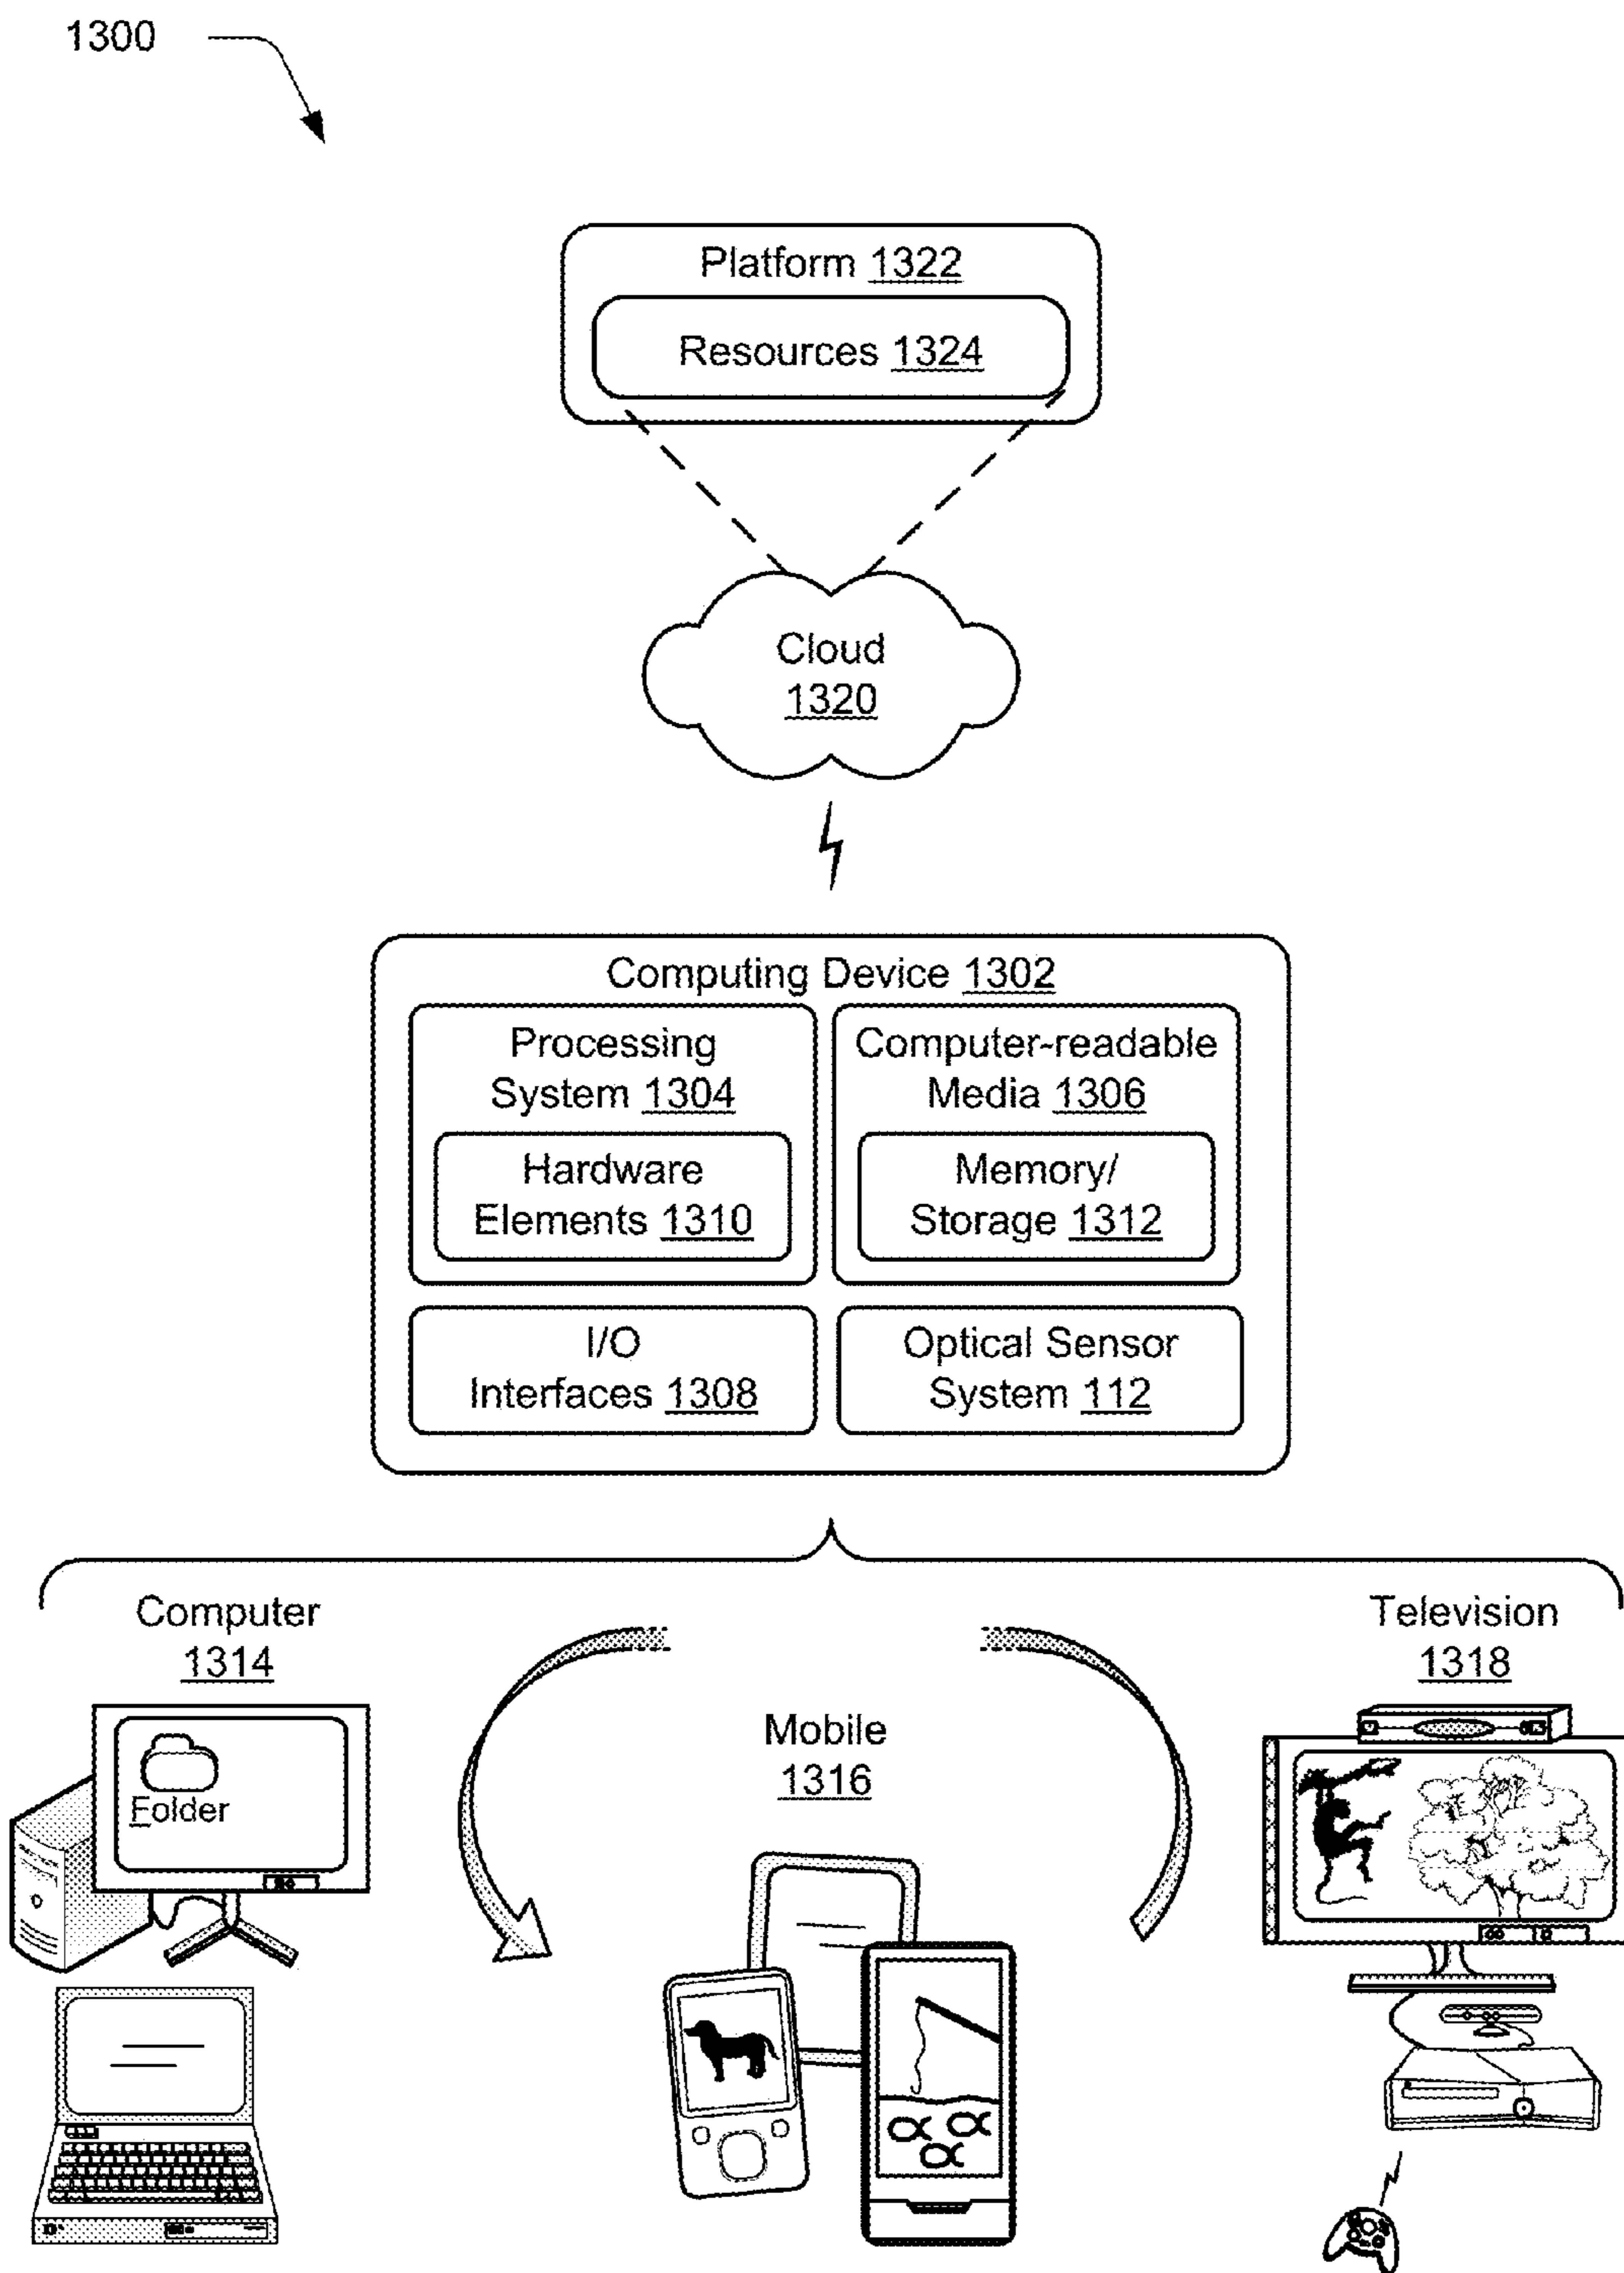 1300
Platform 1322
Resources 1324
Cloud
1320
Computing Device 1302
Processing
System 1304
Computer-readable
Media 1306
Hardware
Elements 1310
Memory/
Storage 1312
I/O
Interfaces 1308
Optical Sensor
System 112
Computer
1314
Mobile
1316
Television
1318
Folder